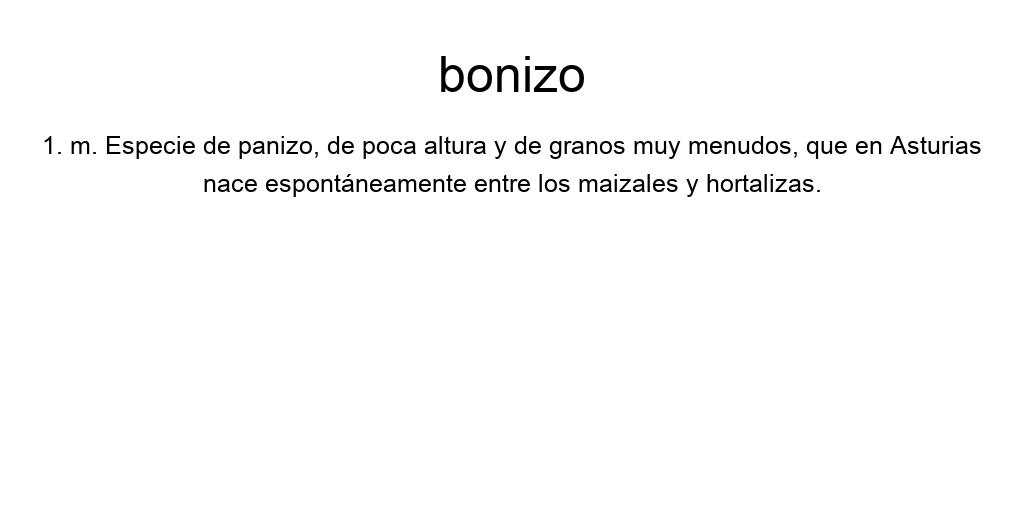 bonizo
1. m. Especie de panizo, de poca altura y de granos muy menudos, que en Asturias
nace espontáneamente entre los maizales y hortalizas.